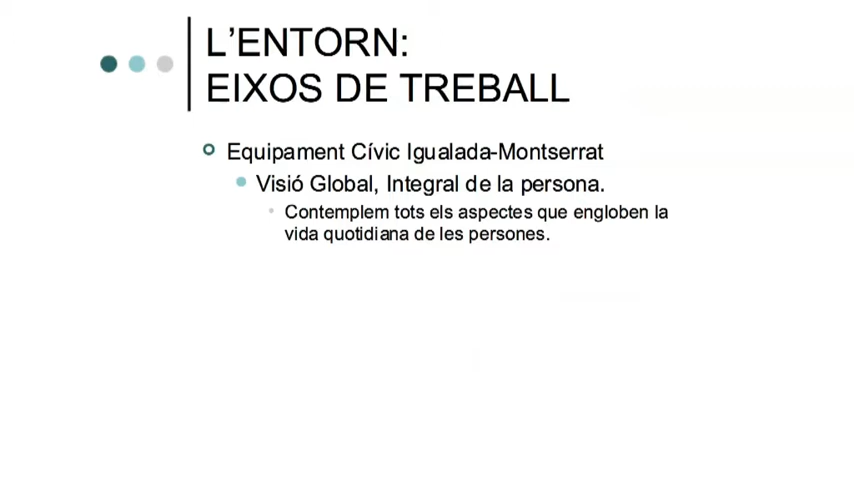 L’ENTORN:
EIXOS DE TREBALL
Equipament Cívic Igualada-Montserrat
Visió Global, Integral de la persona.
Contemplem tots els aspectes que engloben la
vida quotidiana de les persones.